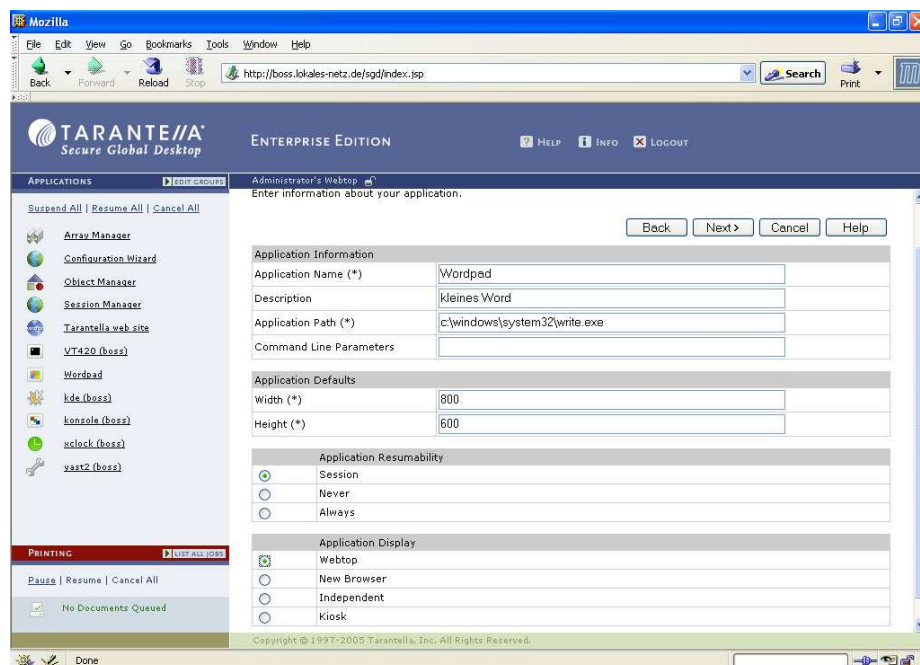 Mozilla
File Edit View Go Bookmarks Tools Window Help
Back Forward Reload Stop http://boss.lokales-netz.de/sgd/index.jsp Search Print
TARANTELLA
Secure Global Desktop
ENTERPRISE EDITION HELP INFO LOGOUT
APPLICATIONS EDIT GROUPS Administrator's Webtop
Enter information about your application.
Suspend All | Resume All | Cancel All
Array Manager
Configuration Wizard
Object Manager
Session Manager
Tarantella web site
VT420 (boss)
Wordpad
kde (boss)
konsole (boss)
xclock (boss)
yast2 (boss)
PRINTING LIST ALL JOBS
Pause | Resume | Cancel All
No Documents Queued
Back Next> Cancel Help
Application Information
Application Name (*) Wordpad
Description kleines Word
Application Path (*) c:\windows\system32\write.exe
Command Line Parameters
Application Defaults
Width (*) 800
Height (*) 600
Application Resumability
Session
Never
Always
Application Display
Webtop
New Browser
Independent
Kiosk
Copyright © 1997-2005 Tarantella, Inc. All Rights Reserved.
Done